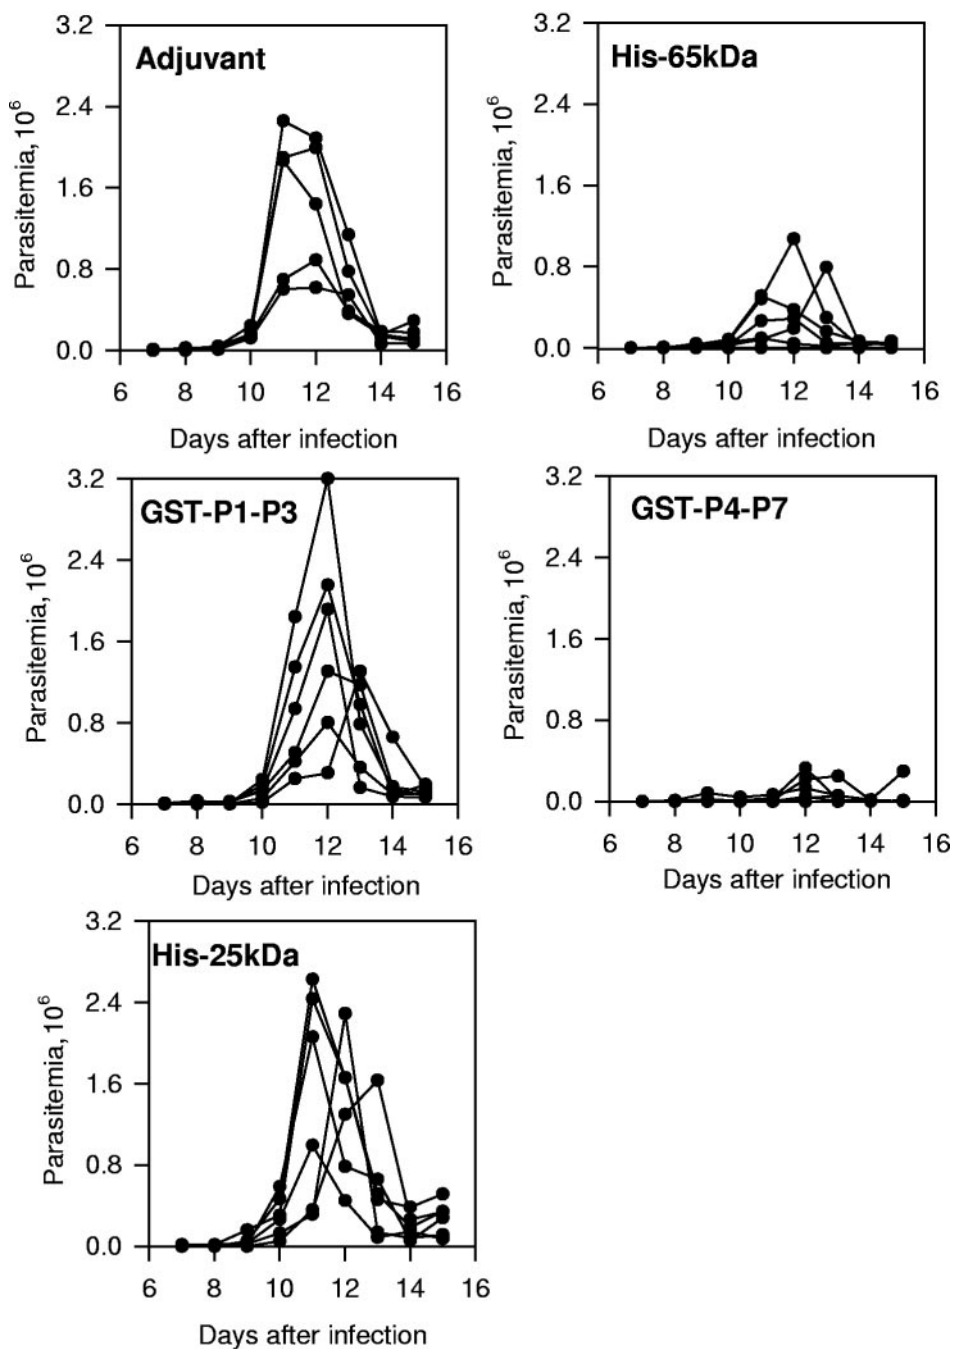 Adjuvant
Parasitemia, 10⁶
3.2
2.4
1.6
0.8
0.0
6 8 10 12 14 16
Days after infection
His-65kDa
Parasitemia, 10⁶
3.2
2.4
1.6
0.8
0.0
6 8 10 12 14 16
Days after infection
GST-P1-P3
Parasitemia, 10⁶
3.2
2.4
1.6
0.8
0.0
6 8 10 12 14 16
Days after infection
GST-P4-P7
Parasitemia, 10⁶
3.2
2.4
1.6
0.8
0.0
6 8 10 12 14 16
Days after infection
His-25kDa
Parasitemia, 10⁶
3.2
2.4
1.6
0.8
0.0
6 8 10 12 14 16
Days after infection